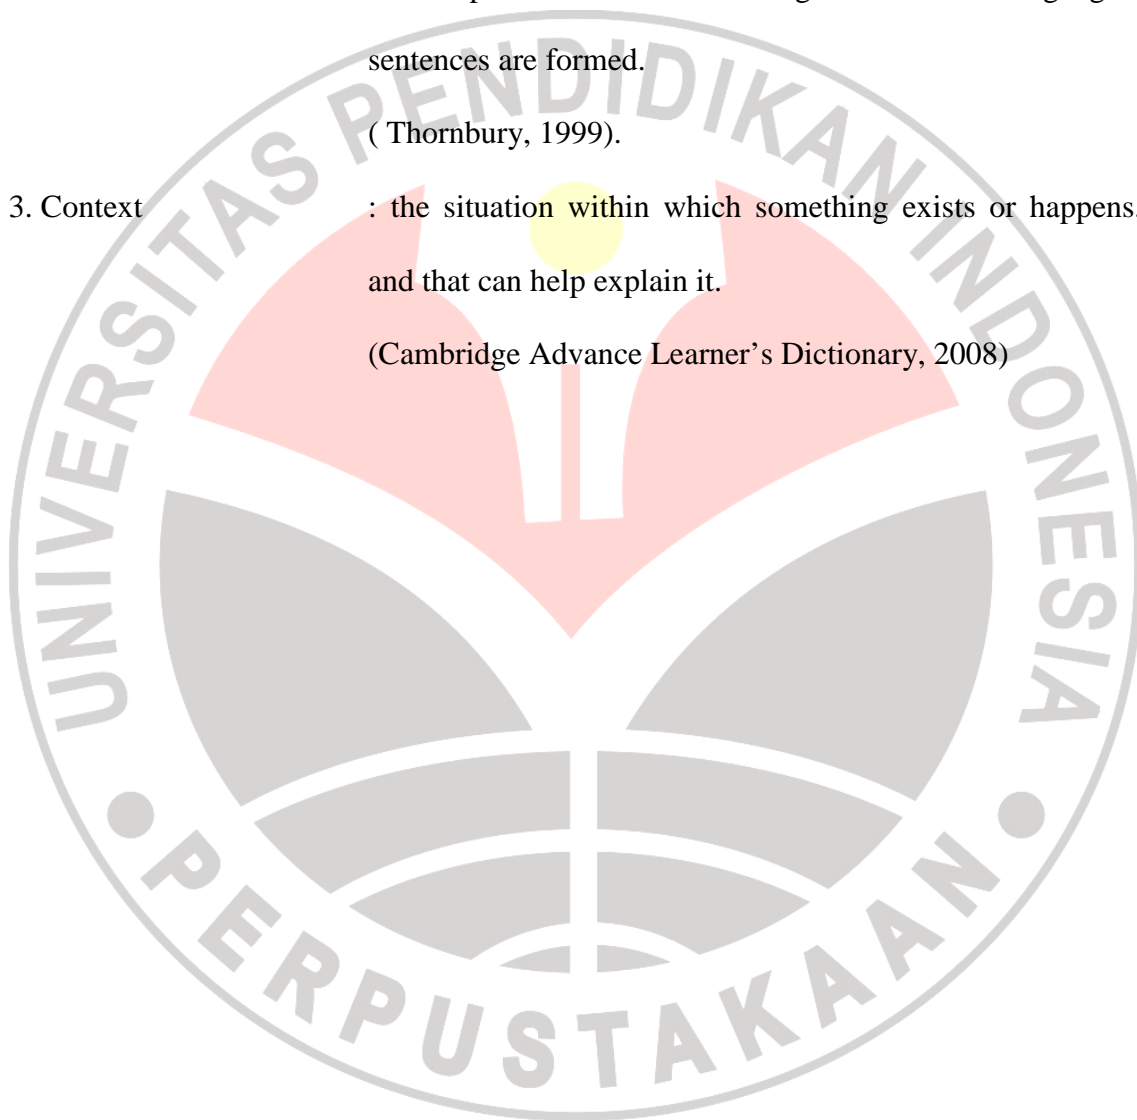 sentences are formed.
( Thornbury, 1999).
3. Context : the situation within which something exists or happens,
and that can help explain it.
(Cambridge Advance Learner’s Dictionary, 2008)
UNIVERSITAS PENDIDIKAN INDONESIA
PERPUSTAKAAN